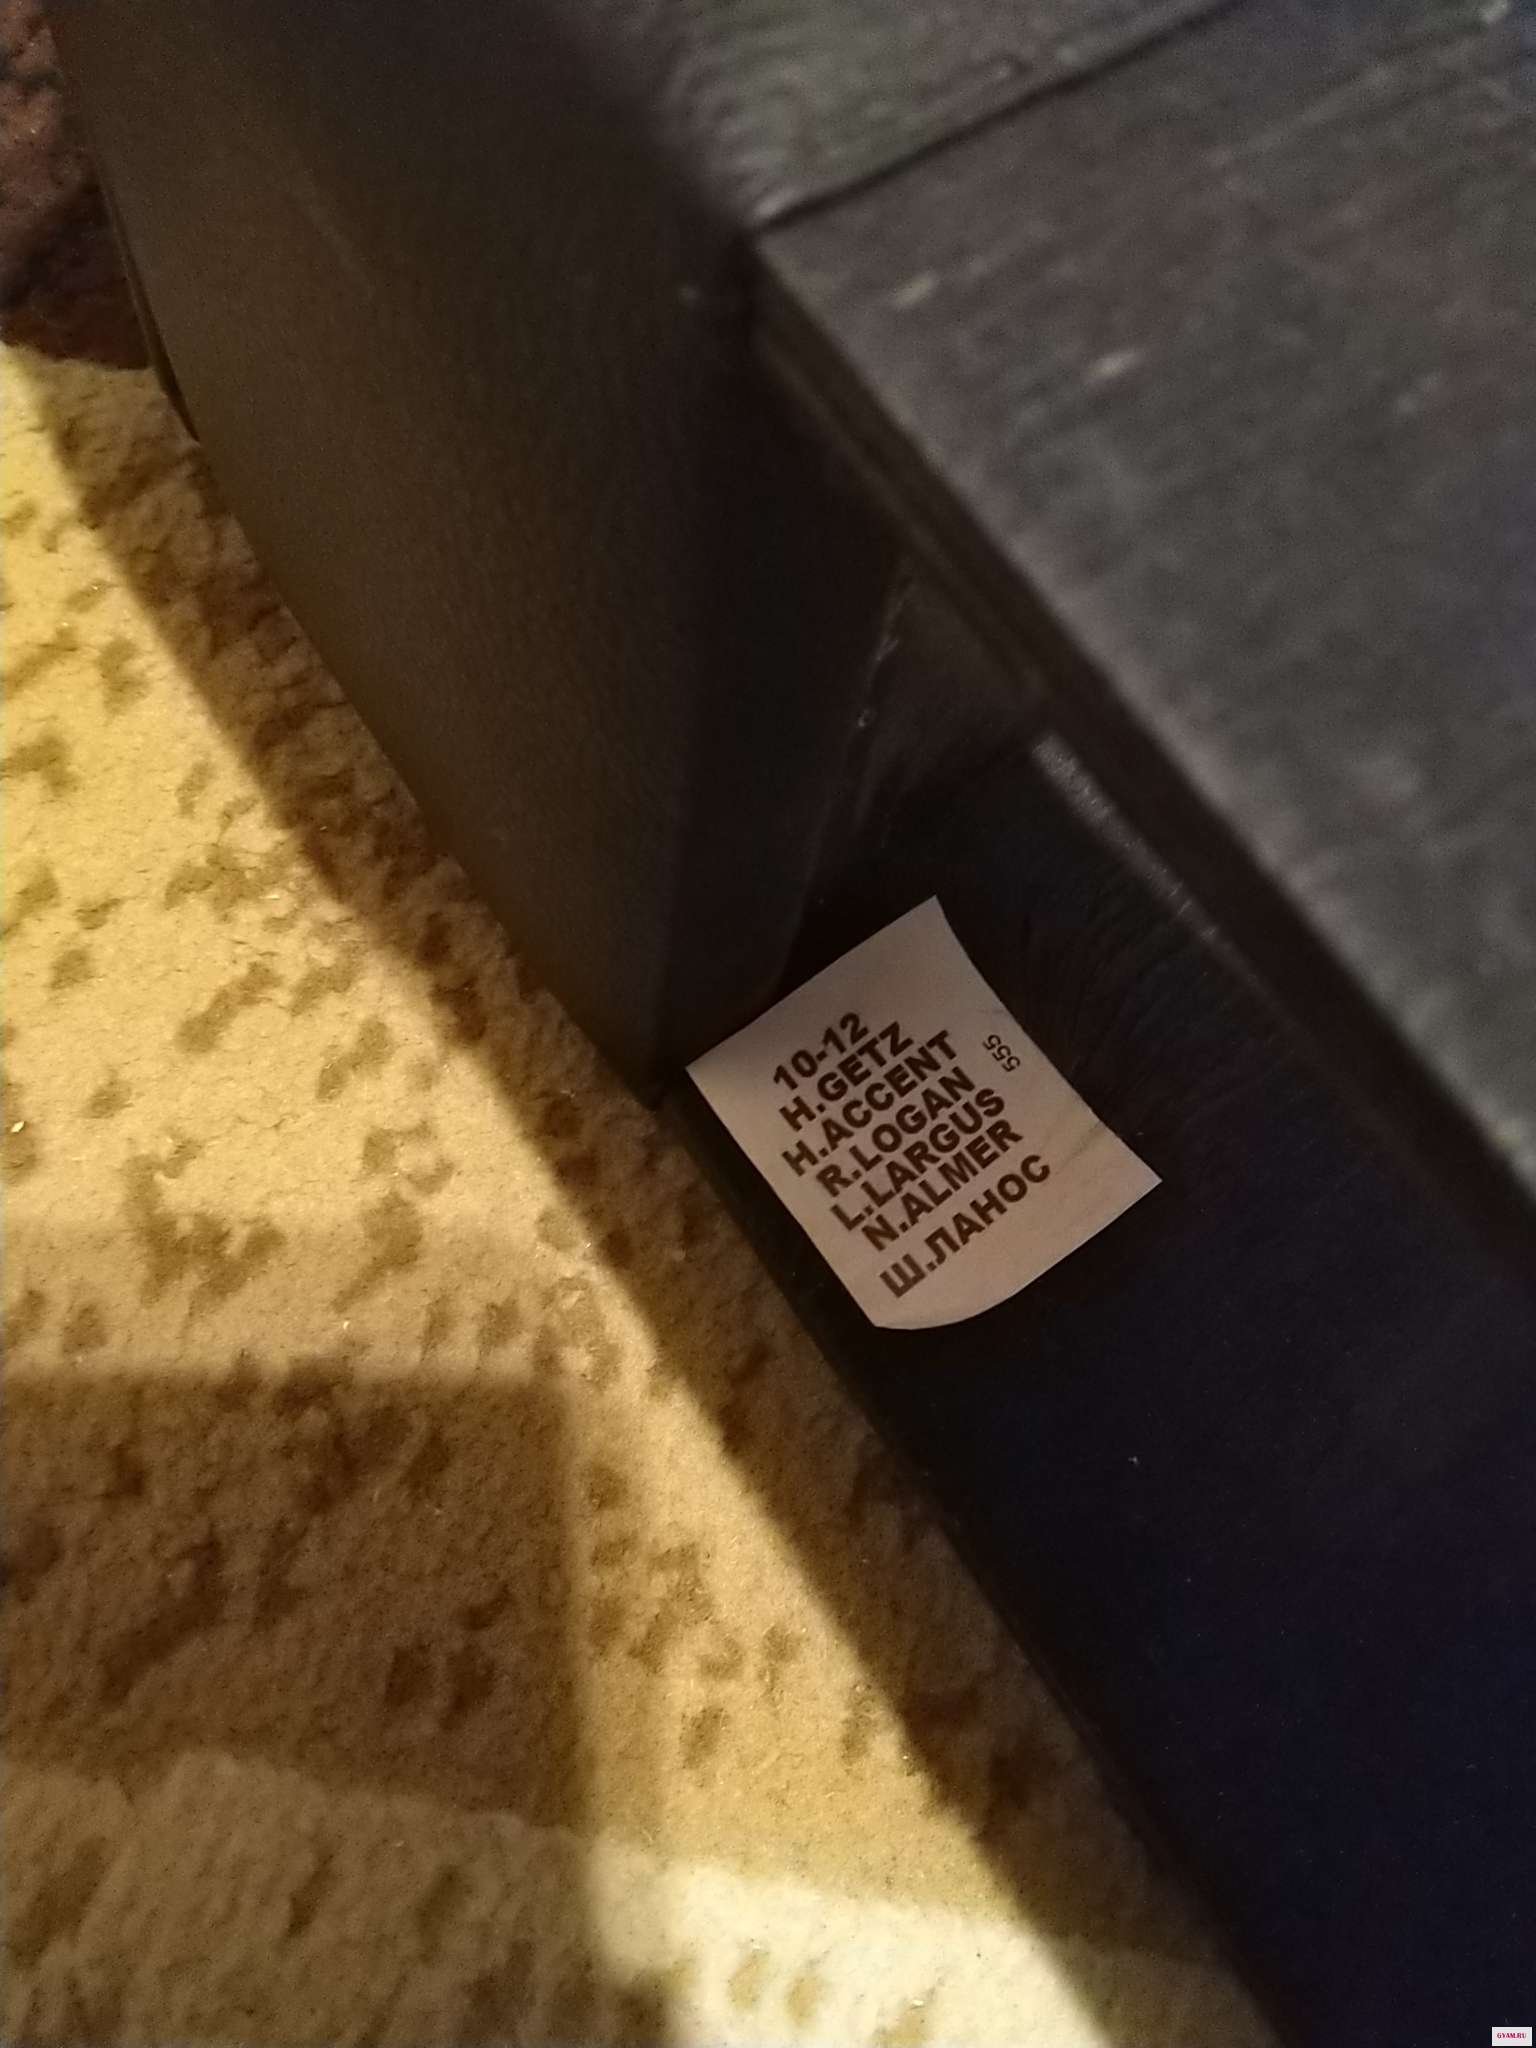 10-12
H.GETZ
H.ACCENT
R.LOGAN
L.LARGUS
N.ALMER
Ш.ЛАНОС
555
GYAM.RU